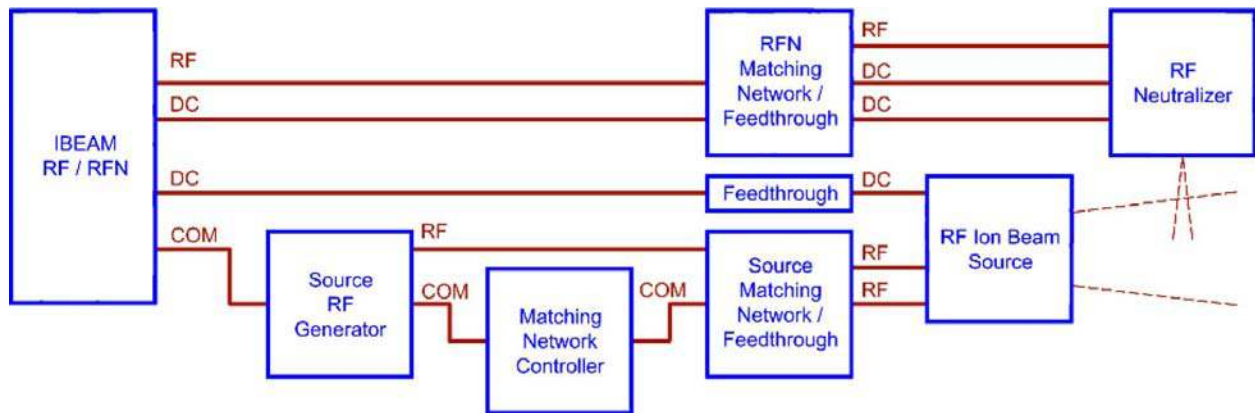 IBEAM
RF / RFN
RF
DC
DC
COM
RFN
Matching
Network /
Feedthrough
RF
DC
DC
RF
Neutralizer
Feedthrough
DC
RF Ion Beam
Source
Source
RF
Generator
RF
COM
Matching
Network
Controller
COM
Source
Matching
Network /
Feedthrough
RF
RF